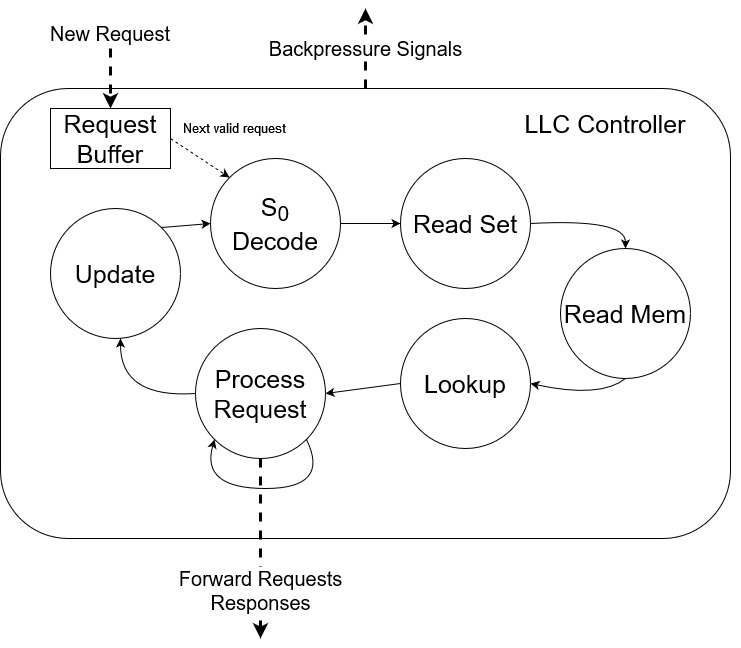 New Request
Backpressure Signals
Request
Buffer
Next valid request
LLC Controller
S0
Decode
Read Set
Update
Read Mem
Process
Request
Lookup
Forward Requests
Responses